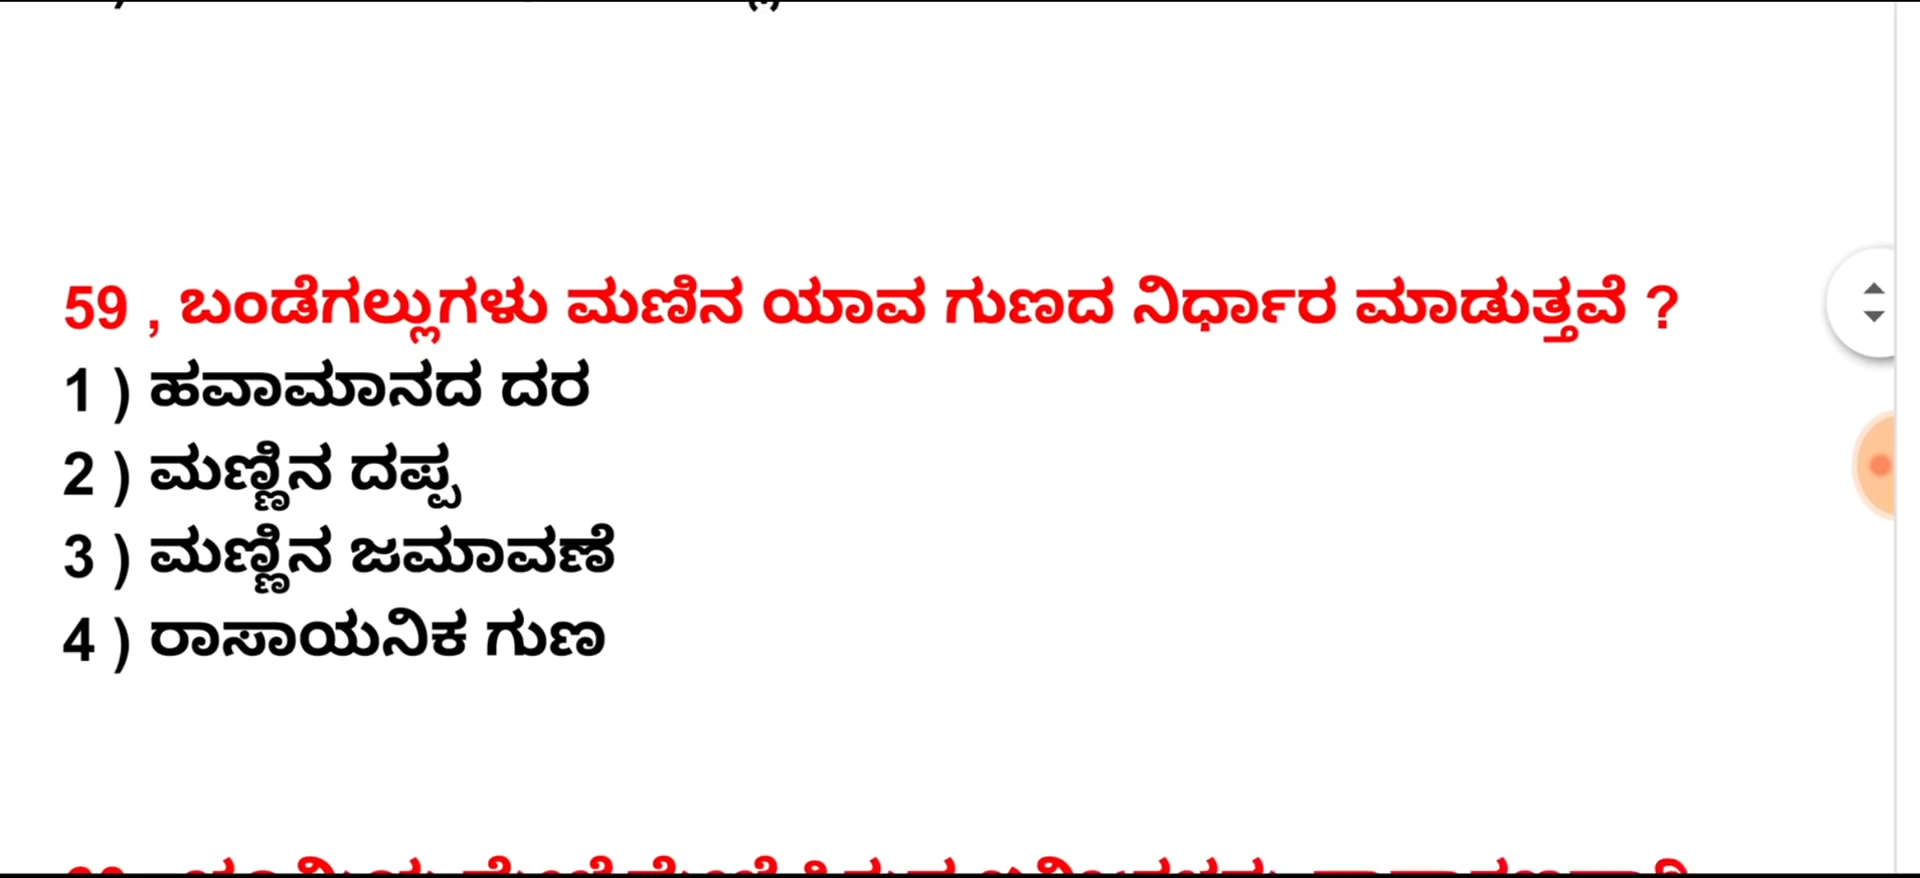 59 , ಬಂಡೆಗಲ್ಲುಗಳು ಮಣಿನ ಯಾವ ಗುಣದ ನಿರ್ಧಾರ ಮಾಡುತ್ತವೆ ?
1 ) ಹವಾಮಾನದ ದರ
2 ) ಮಣ್ಣಿನ ದಪ್ಪ
3 ) ಮಣ್ಣಿನ ಜಮಾವಣೆ
4 ) ರಾಸಾಯನಿಕ ಗುಣ